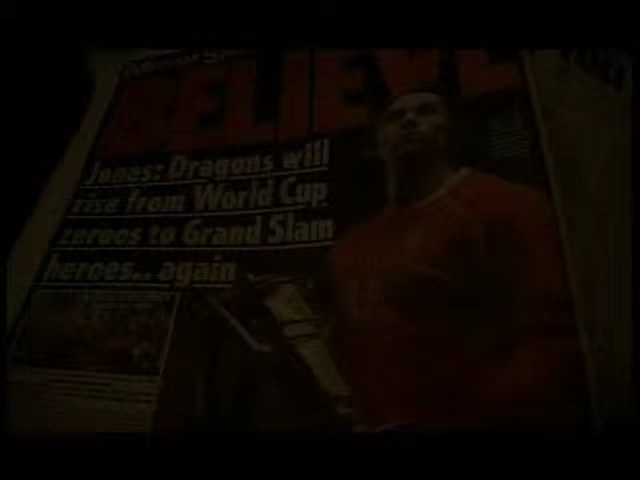 BELIEVE
Jones: Dragons will
rise from World Cup
zeroes to Grand Slam
heroes.. again